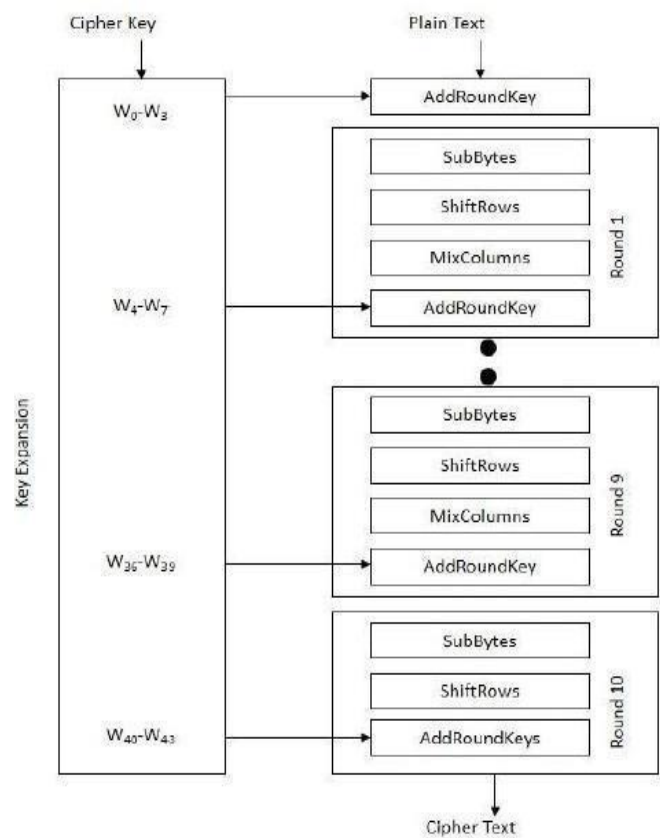 Cipher Key
Plain Text
W₀-W₃
AddRoundKey
SubBytes
ShiftRows
MixColumns
W₄-W₇
AddRoundKey
Round 1
Key Expansion
SubBytes
ShiftRows
MixColumns
W₃₆-W₃₉
AddRoundKey
Round 9
SubBytes
ShiftRows
W₄₀-W₄₃
AddRoundKeys
Round 10
Cipher Text